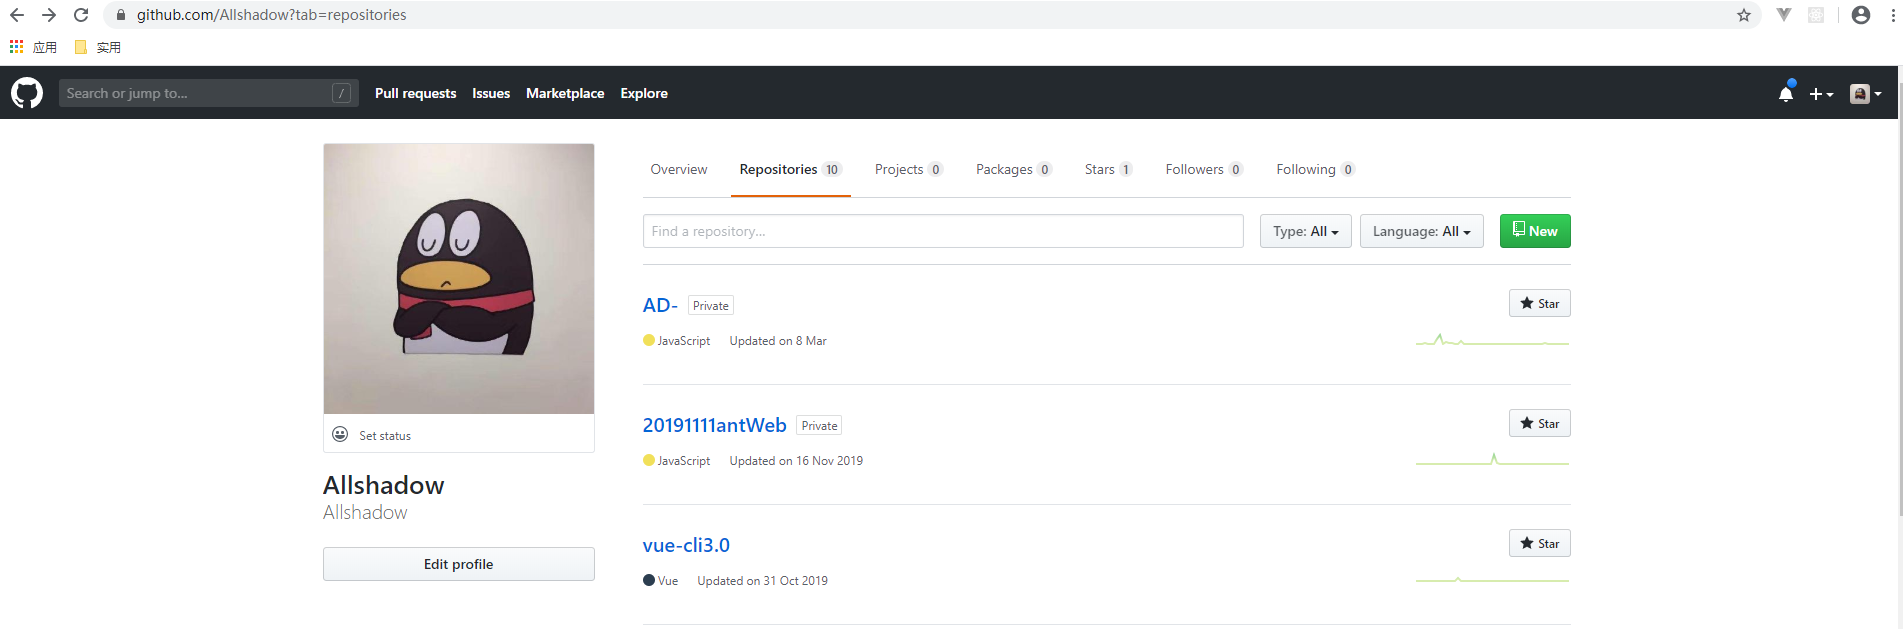 github.com/Allshadow?tab=repositories
应用 实用
Search or jump to... / Pull requests Issues Marketplace Explore
Overview Repositories 10 Projects 0 Packages 0 Stars 1 Followers 0 Following 0
Find a repository... Type: All Language: All New
AD- Private Star
JavaScript Updated on 8 Mar
20191111antWeb Private Star
Set status
JavaScript Updated on 16 Nov 2019
Allshadow
Allshadow
vue-cli3.0 Star
Edit profile
Vue Updated on 31 Oct 2019